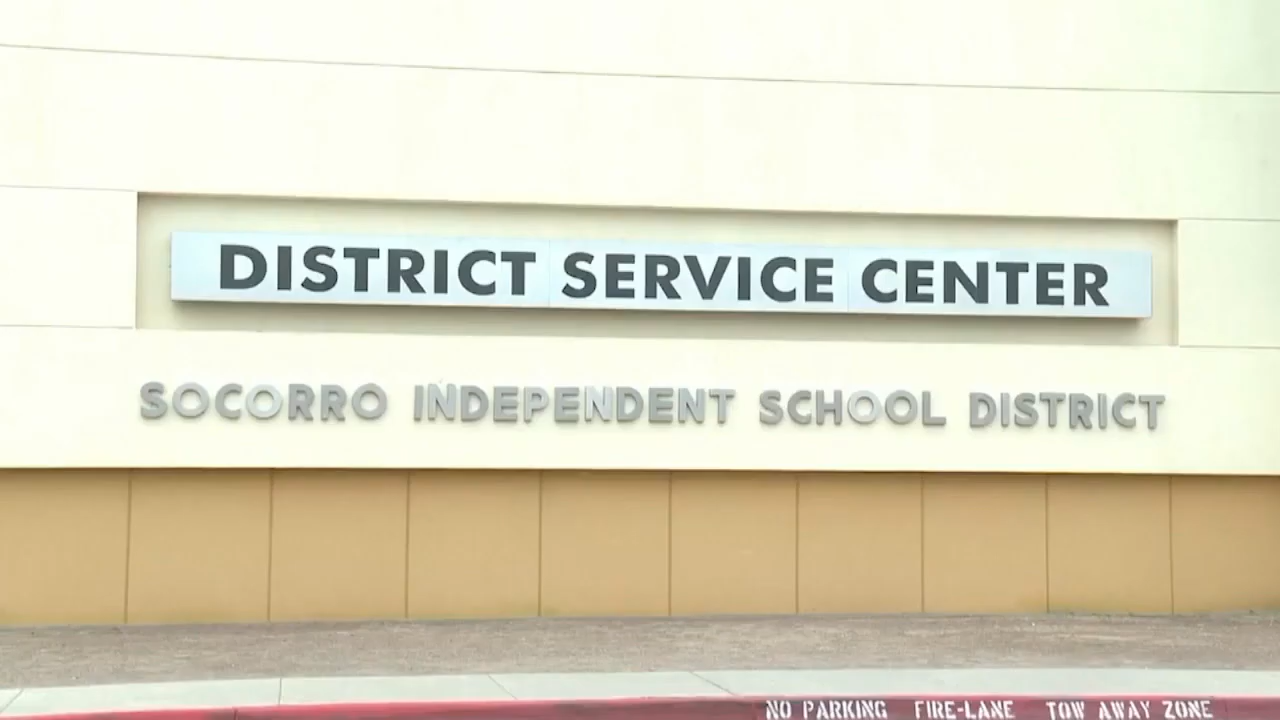 DISTRICT SERVICE CENTER
SOCORRO INDEPENDENT SCHOOL DISTRICT
NO PARKING FIRE-LANE TOW AWAY ZONE